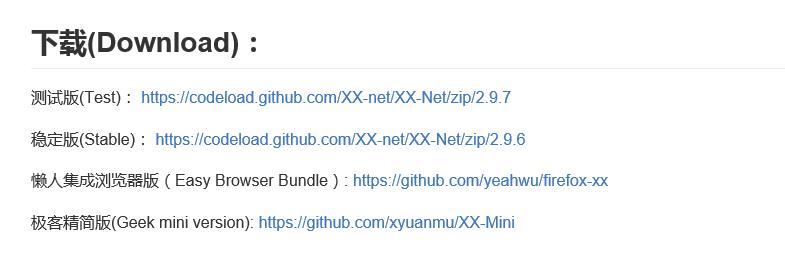 下载(Download)：
测试版(Test)： https://codeload.github.com/XX-net/XX-Net/zip/2.9.7
稳定版(Stable)： https://codeload.github.com/XX-net/XX-Net/zip/2.9.6
懒人集成浏览器版（Easy Browser Bundle）: https://github.com/yeahwu/firefox-xx
极客精简版(Geek mini version): https://github.com/xyuanmu/XX-Mini